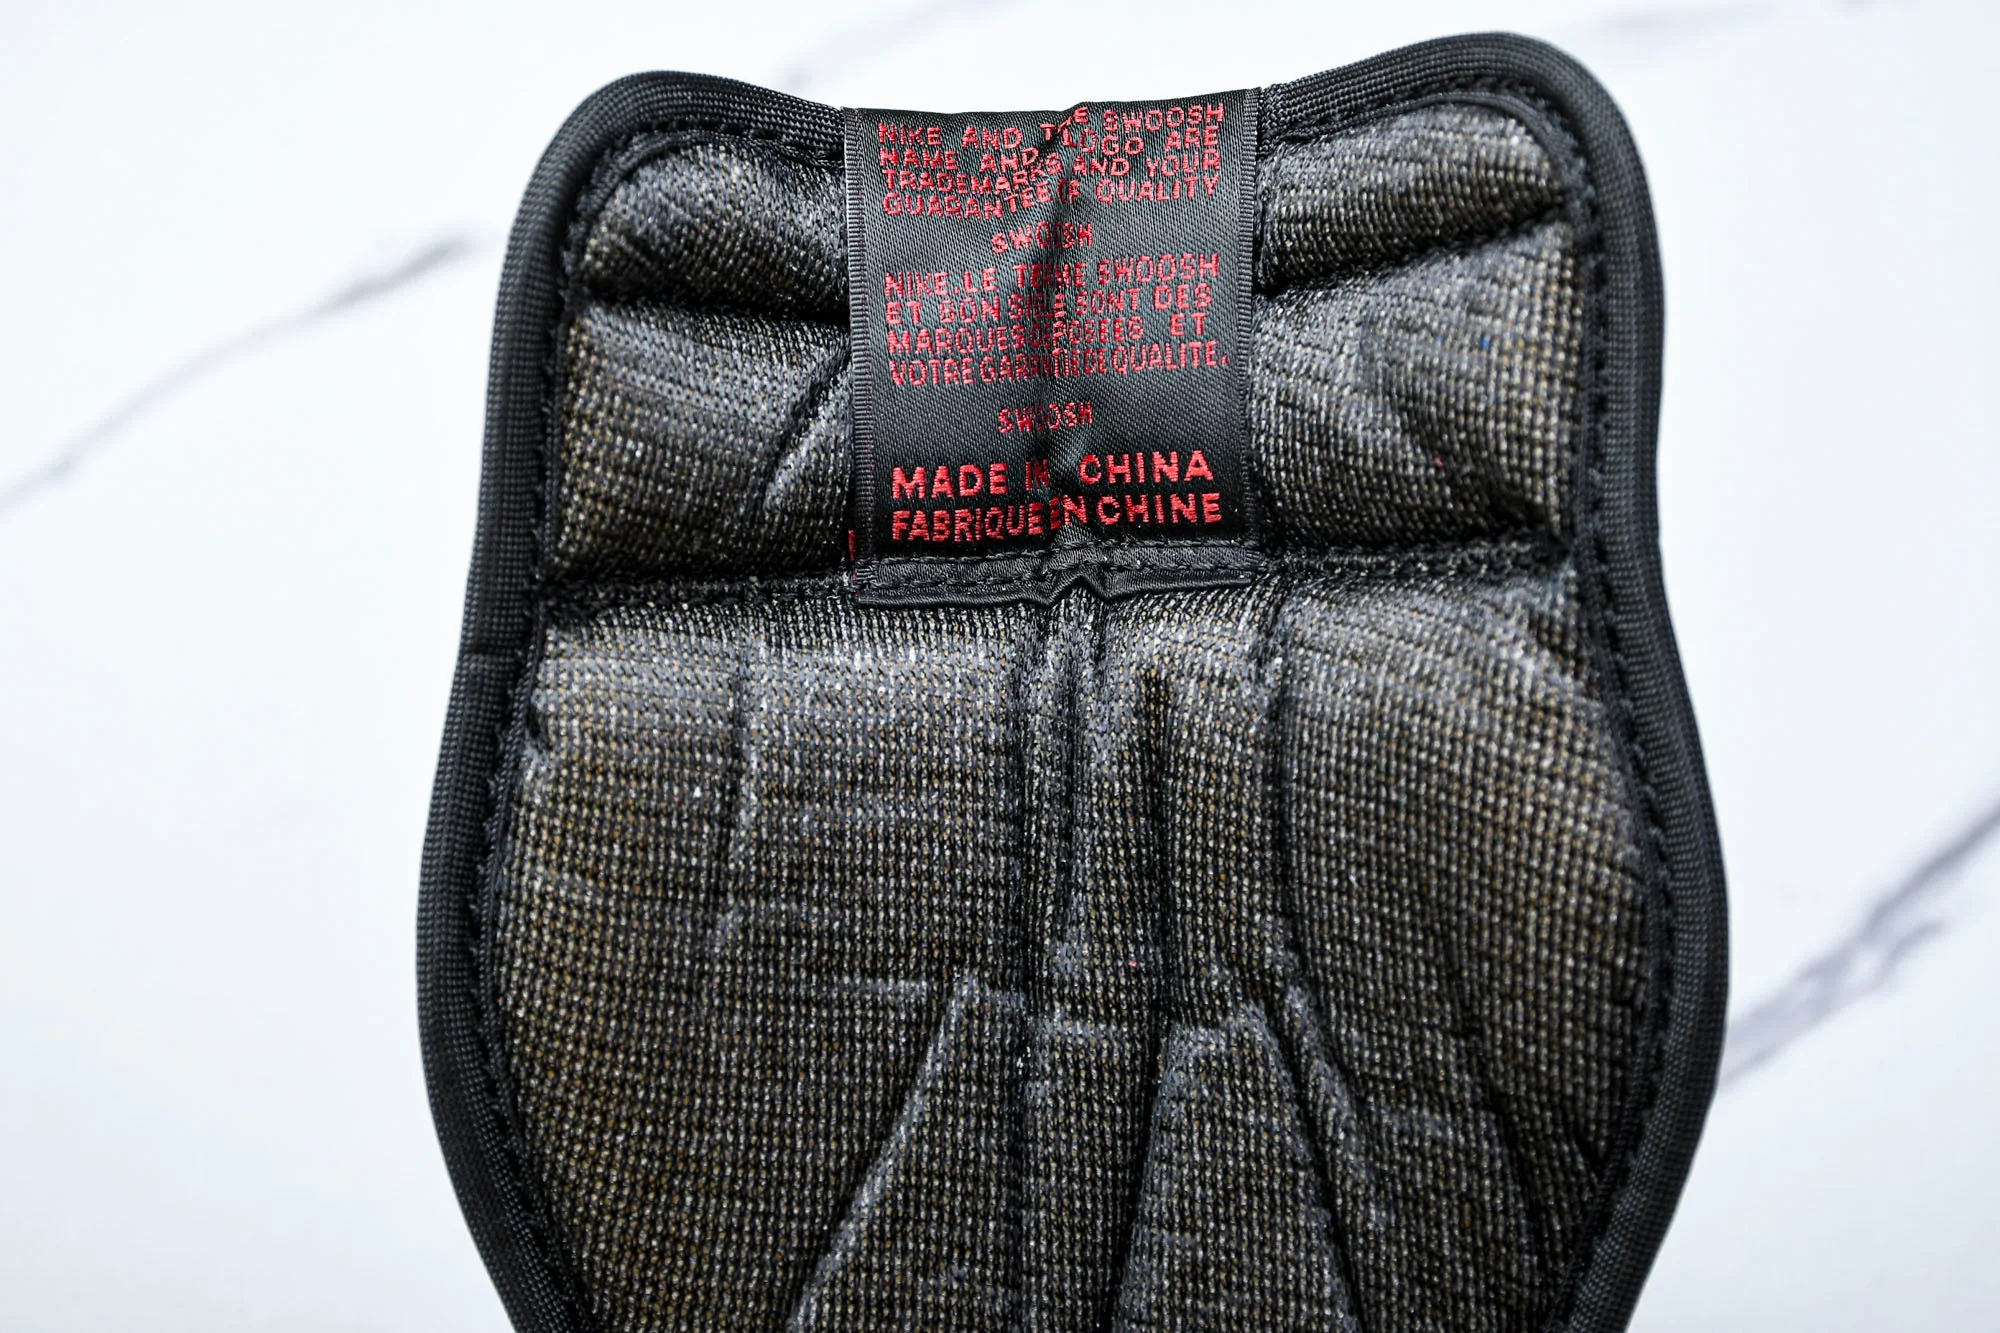 NIKE AND THE SWOOSH
NAME AND LOGO ARE
TRADEMARKS AND YOUR
GUARANTEE OF QUALITY
SWOOSH
NIKE.LE TERME SWOOSH
ET SON SIGLE SONT DES
MARQUES DEPOSEES ET
VOTRE GARANTIE DE QUALITE.
SWOOSH
MADE IN CHINA
FABRIQUE EN CHINE